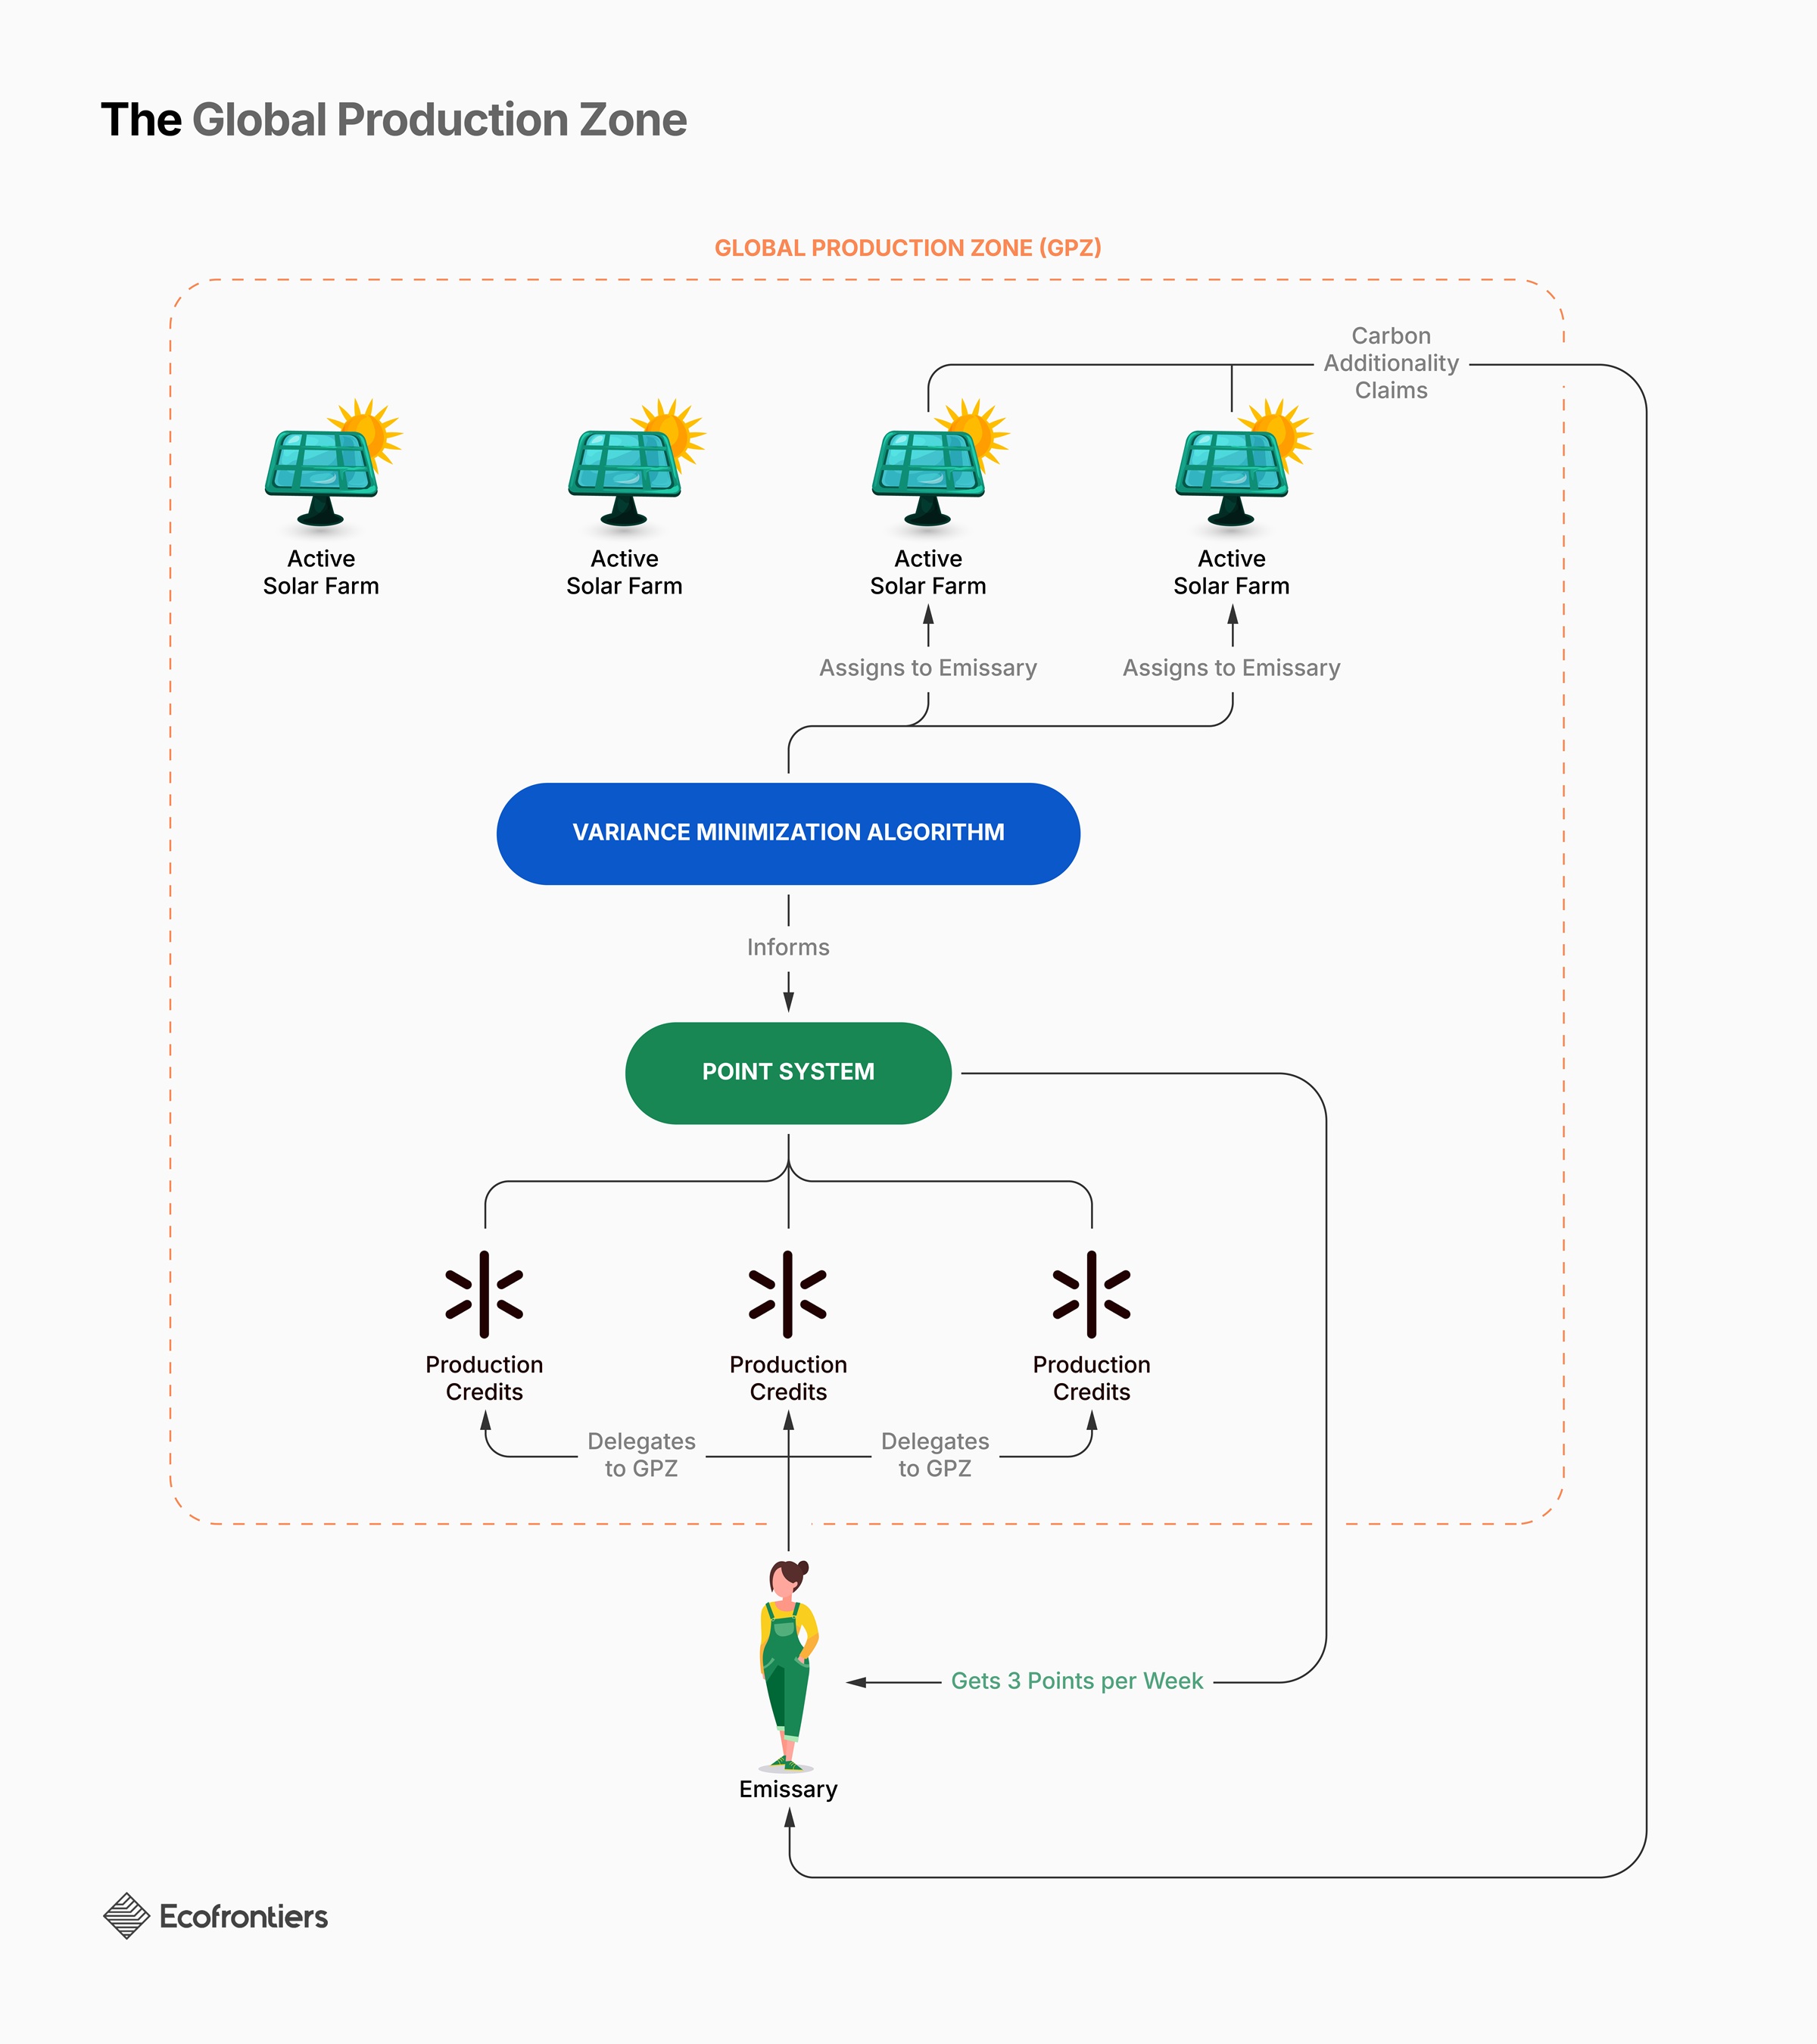 The Global Production Zone
GLOBAL PRODUCTION ZONE (GPZ)
Carbon
Additionality
Claims
Active
Solar Farm
Active
Solar Farm
Active
Solar Farm
Active
Solar Farm
Assigns to Emissary
Assigns to Emissary
VARIANCE MINIMIZATION ALGORITHM
Informs
POINT SYSTEM
Production
Credits
Production
Credits
Production
Credits
Delegates
to GPZ
Delegates
to GPZ
Gets 3 Points per Week
Emissary
Ecofrontiers